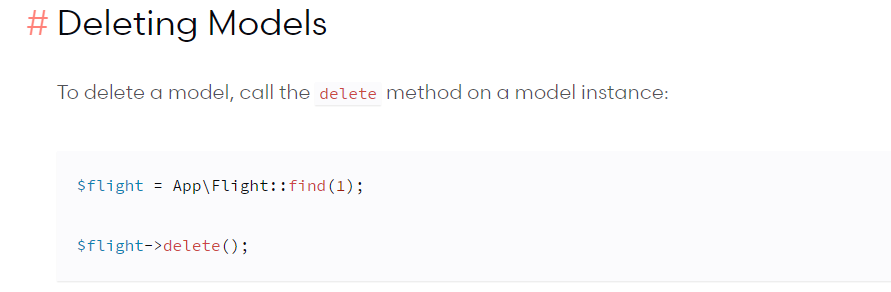 # Deleting Models
To delete a model, call the delete method on a model instance:
$flight = App\Flight::find(1);
$flight->delete();